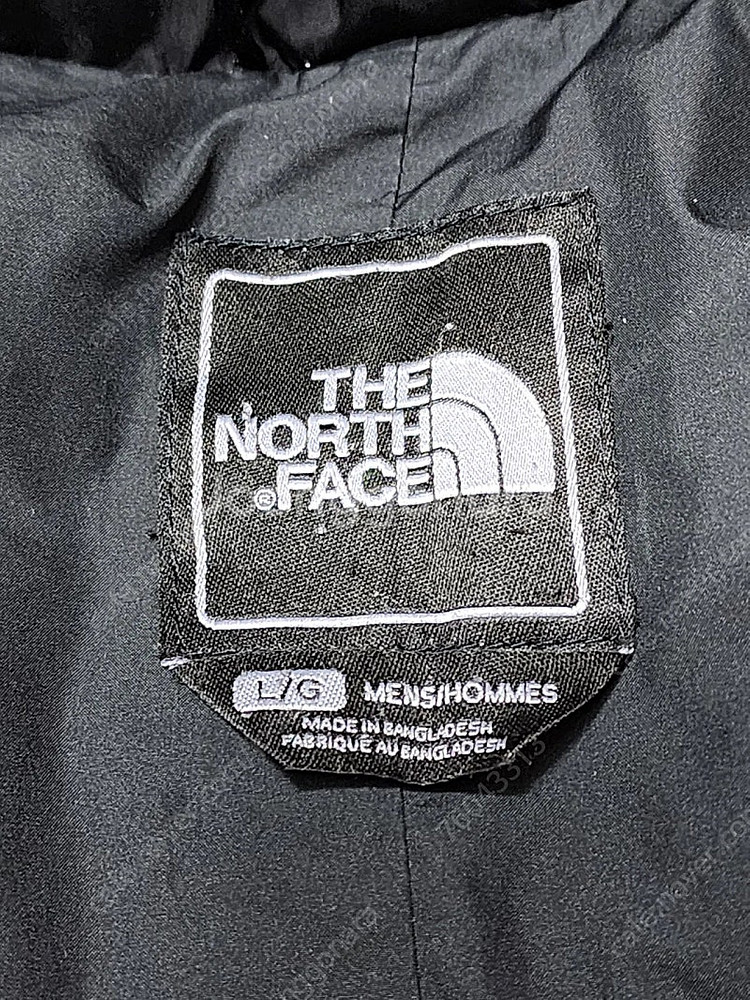 THE
NORTH
®FACE
L/G MENS/HOMMES
MADE IN BANGLADESH
FABRIQUE AU BANGLADESH